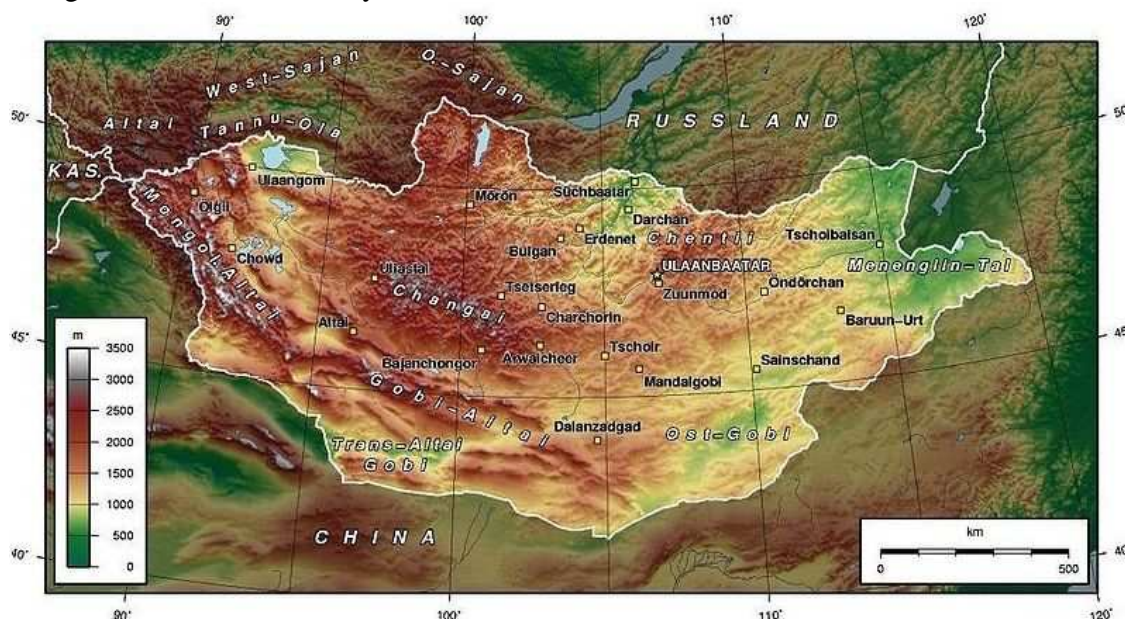 90°
100°
110°
120°
West-Sajan
O.-Sajan
50°
Altai
Tannu-Ola
RUSSLAND
50
KAS.
Ulaangom
Ölgii
Mörön
Süchbaatar
Darchan
Mongol Altai
Chowd
Bulgan
Erdenet
Chentii
Tschoibalsan
Uliastai
ULAANBAATAR
Menengiin-Tal
Changai
Tsetserleg
Zuunmod
Öndörchan
Charchorin
Baruun-Urt
45°
Altai
45°
m
3500
3000
2500
2000
1500
1000
500
0
Bajanchongor
Arwaicheer
Tschoir
Sainschand
Mandalgobi
Gobi-Altai
Dalanzadgad
Ost-Gobi
Trans-Altai
Gobi
CHINA
km
0
500
40°
40
90°
100°
110°
120°